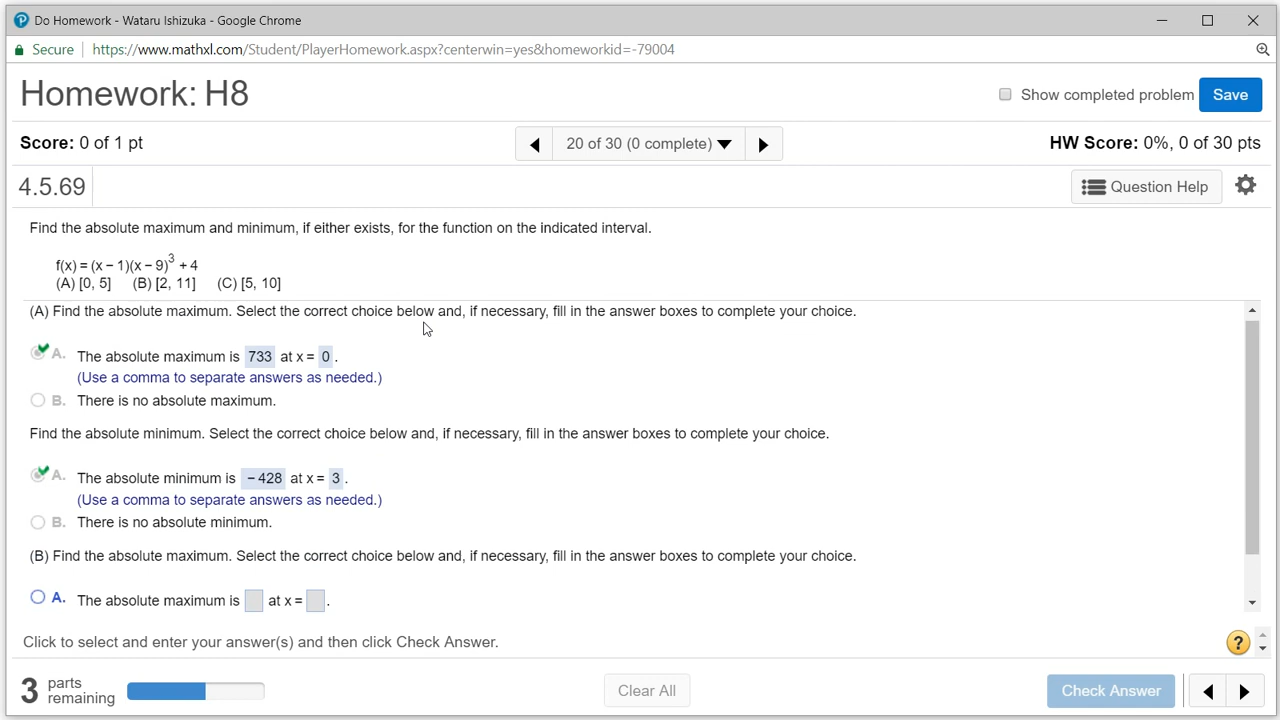 Do Homework - Wataru Ishizuka - Google Chrome
Secure | https://www.mathxl.com/Student/PlayerHomework.aspx?centerwin=yes&homeworkid=-79004
Homework: H8
Show completed problem Save
Score: 0 of 1 pt
20 of 30 (0 complete)
HW Score: 0%, 0 of 30 pts
4.5.69
Question Help
Find the absolute maximum and minimum, if either exists, for the function on the indicated interval.
f(x) = (x − 1)(x − 9)³ + 4
(A) [0, 5] (B) [2, 11] (C) [5, 10]
(A) Find the absolute maximum. Select the correct choice below and, if necessary, fill in the answer boxes to complete your choice.
A. The absolute maximum is 733 at x = 0.
(Use a comma to separate answers as needed.)
B. There is no absolute maximum.
Find the absolute minimum. Select the correct choice below and, if necessary, fill in the answer boxes to complete your choice.
A. The absolute minimum is − 428 at x = 3.
(Use a comma to separate answers as needed.)
B. There is no absolute minimum.
(B) Find the absolute maximum. Select the correct choice below and, if necessary, fill in the answer boxes to complete your choice.
A. The absolute maximum is at x = .
Click to select and enter your answer(s) and then click Check Answer.
?
3 parts remaining
Clear All
Check Answer